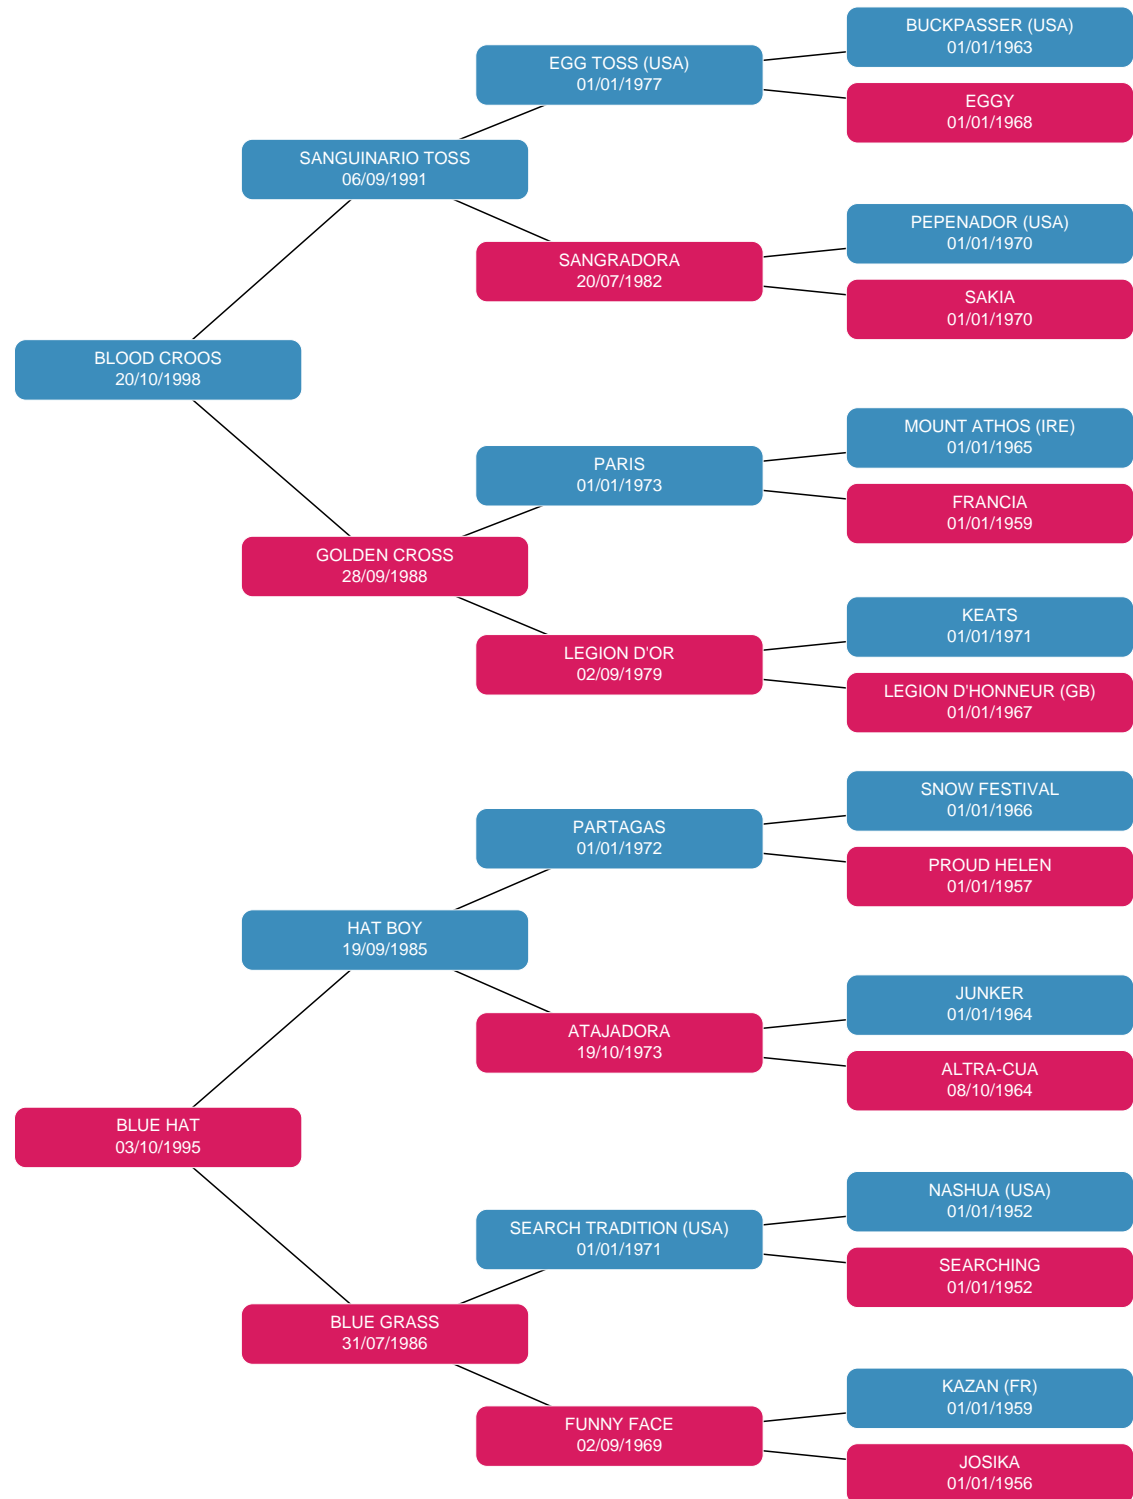 BUCKPASSER (USA)
01/01/1963
EGG TOSS (USA)
01/01/1977
EGGY
01/01/1968
SANGUINARIO TOSS
06/09/1991
PEPENADOR (USA)
01/01/1970
SANGRADORA
20/07/1982
SAKIA
01/01/1970
BLOOD CROOS
20/10/1998
MOUNT ATHOS (IRE)
01/01/1965
PARIS
01/01/1973
FRANCIA
01/01/1959
GOLDEN CROSS
28/09/1988
KEATS
01/01/1971
LEGION D'OR
02/09/1979
LEGION D'HONNEUR (GB)
01/01/1967
SNOW FESTIVAL
01/01/1966
PARTAGAS
01/01/1972
PROUD HELEN
01/01/1957
HAT BOY
19/09/1985
JUNKER
01/01/1964
ATAJADORA
19/10/1973
ALTRA-CUA
08/10/1964
BLUE HAT
03/10/1995
NASHUA (USA)
01/01/1952
SEARCH TRADITION (USA)
01/01/1971
SEARCHING
01/01/1952
BLUE GRASS
31/07/1986
KAZAN (FR)
01/01/1959
FUNNY FACE
02/09/1969
JOSIKA
01/01/1956